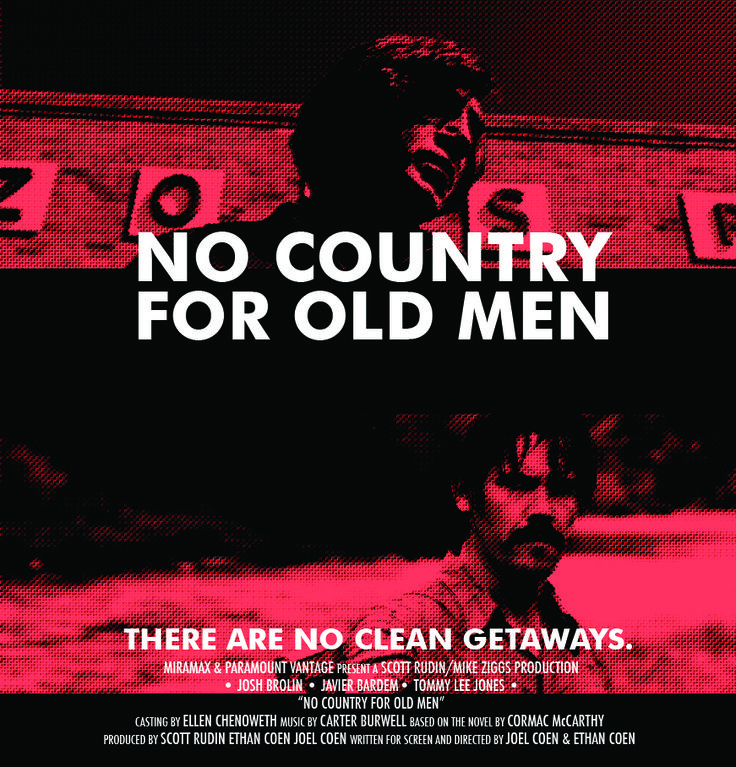 Z O S A
NO COUNTRY
FOR OLD MEN
THERE ARE NO CLEAN GETAWAYS.
MIRAMAX & PARAMOUNT VANTAGE PRESENT A SCOTT RUDIN/MIKE ZIGGS PRODUCTION
• JOSH BROLIN • JAVIER BARDEM • TOMMY LEE JONES •
"NO COUNTRY FOR OLD MEN"
CASTING BY ELLEN CHENOWETH MUSIC BY CARTER BURWELL BASED ON THE NOVEL BY CORMAC McCARTHY
PRODUCED BY SCOTT RUDIN ETHAN COEN JOEL COEN WRITTEN FOR SCREEN AND DIRECTED BY JOEL COEN & ETHAN COEN